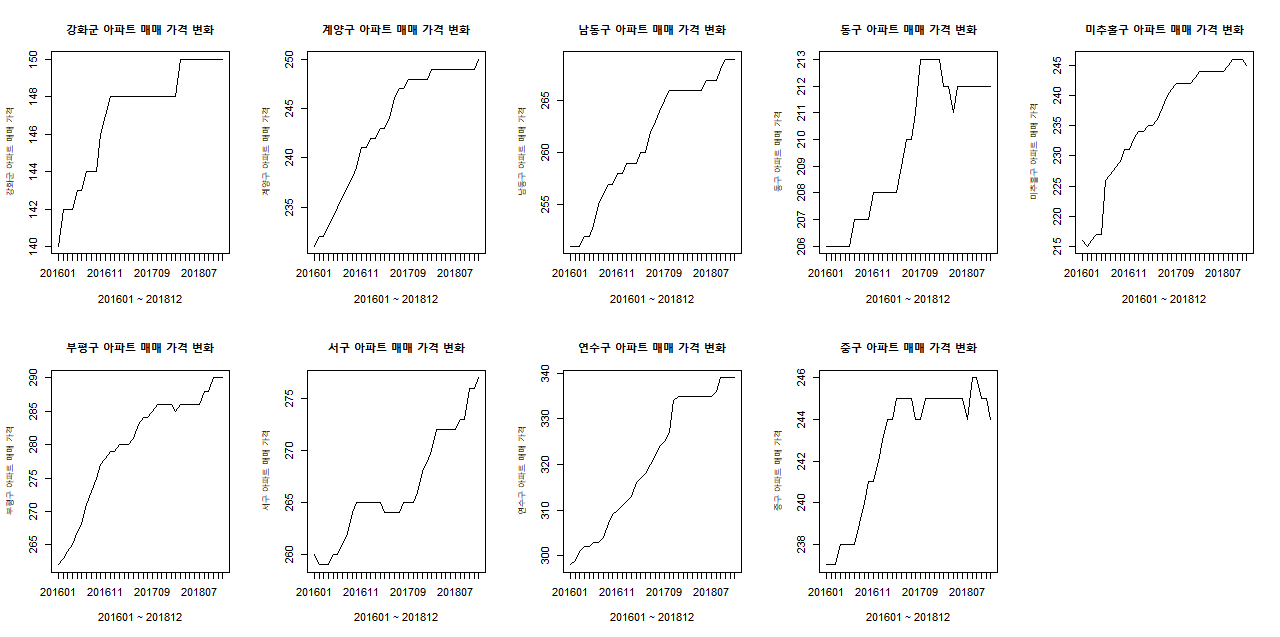 강화군 아파트 매매 가격 변화
강화군 아파트 매매 가격
140 142 144 146 148 150
201601 201611 201709 201807
201601 ~ 201812
계양구 아파트 매매 가격 변화
계양구 아파트 매매 가격
235 240 245 250
201601 201611 201709 201807
201601 ~ 201812
남동구 아파트 매매 가격 변화
남동구 아파트 매매 가격
255 260 265
201601 201611 201709 201807
201601 ~ 201812
동구 아파트 매매 가격 변화
동구 아파트 매매 가격
206 207 208 209 210 211 212 213
201601 201611 201709 201807
201601 ~ 201812
미추홀구 아파트 매매 가격 변화
미추홀구 아파트 매매 가격
215 220 225 230 235 240 245
201601 201611 201709 201807
201601 ~ 201812
부평구 아파트 매매 가격 변화
부평구 아파트 매매 가격
265 270 275 280 285 290
201601 201611 201709 201807
201601 ~ 201812
서구 아파트 매매 가격 변화
서구 아파트 매매 가격
260 265 270 275
201601 201611 201709 201807
201601 ~ 201812
연수구 아파트 매매 가격 변화
연수구 아파트 매매 가격
300 310 320 330 340
201601 201611 201709 201807
201601 ~ 201812
중구 아파트 매매 가격 변화
중구 아파트 매매 가격
238 240 242 244 246
201601 201611 201709 201807
201601 ~ 201812